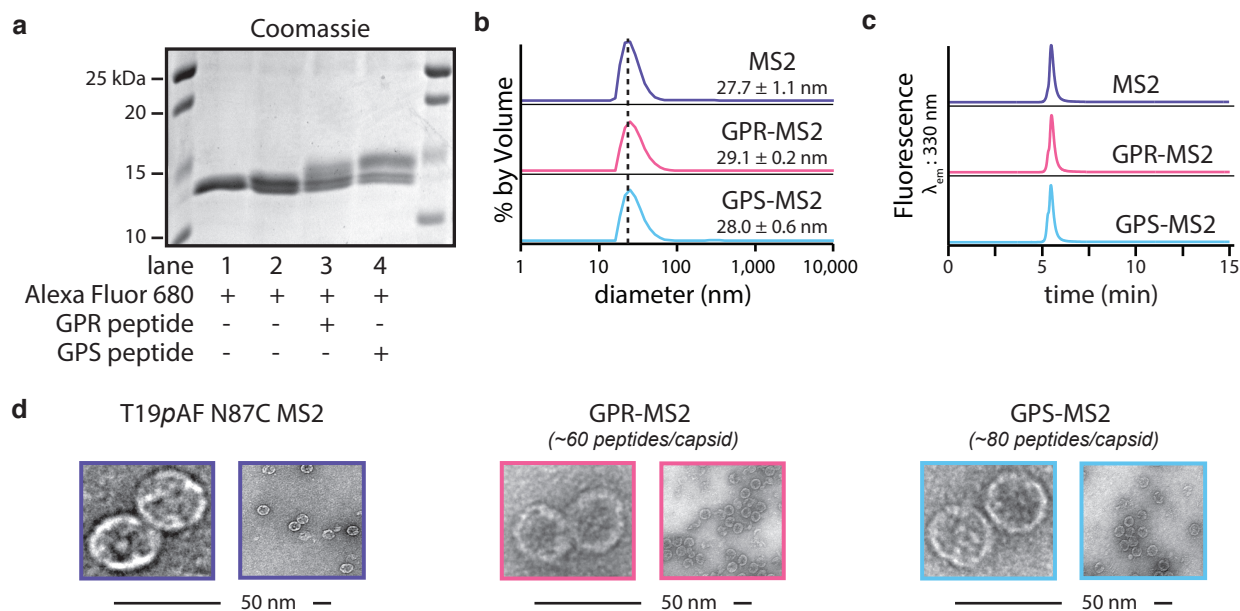 a
Coomassie
25 kDa
20
15
10
lane 1 2 3 4
Alexa Fluor 680 + + + +
GPR peptide - - + -
GPS peptide - - - +
b
% by Volume
MS2
27.7 ± 1.1 nm
GPR-MS2
29.1 ± 0.2 nm
GPS-MS2
28.0 ± 0.6 nm
1 10 100 1,000 10,000
diameter (nm)
c
Fluorescence
λem : 330 nm
MS2
GPR-MS2
GPS-MS2
0 5 10 15
time (min)
d
T19pAF N87C MS2
50 nm
GPR-MS2
(~60 peptides/capsid)
50 nm
GPS-MS2
(~80 peptides/capsid)
50 nm